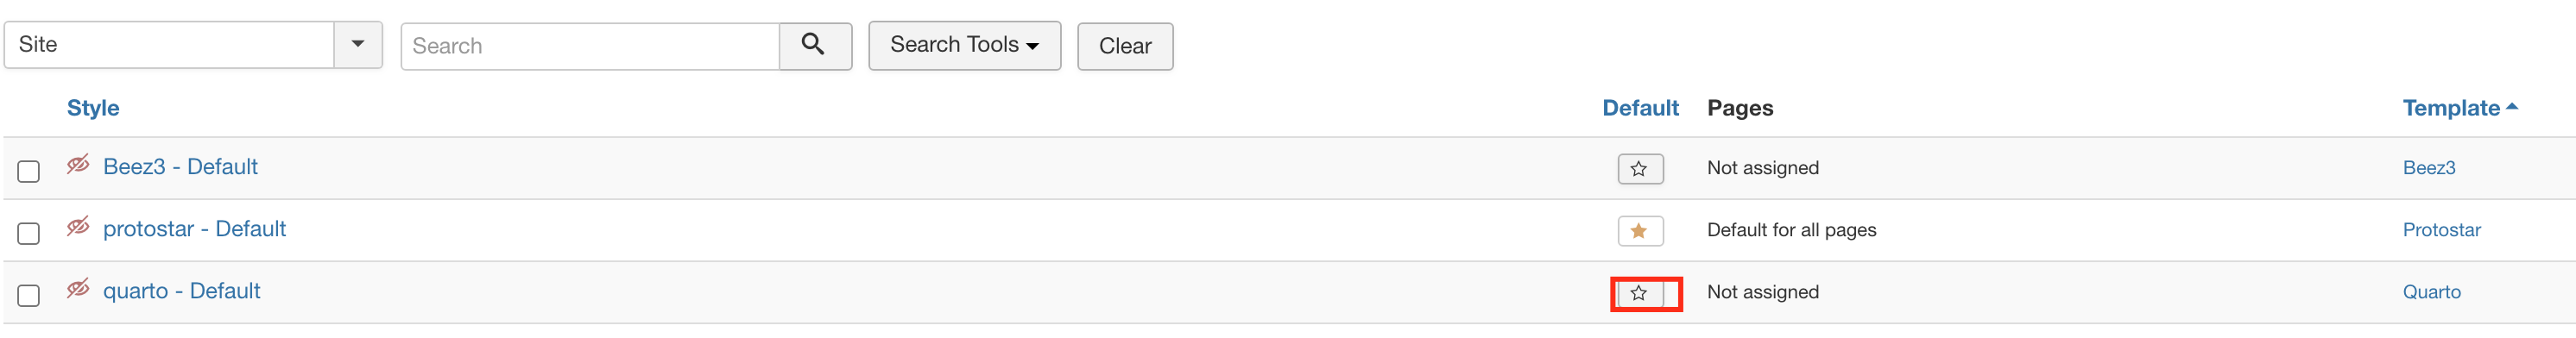 Site Search Search Tools Clear
Style Default Pages Template
Beez3 - Default Not assigned Beez3
protostar - Default Default for all pages Protostar
quarto - Default Not assigned Quarto